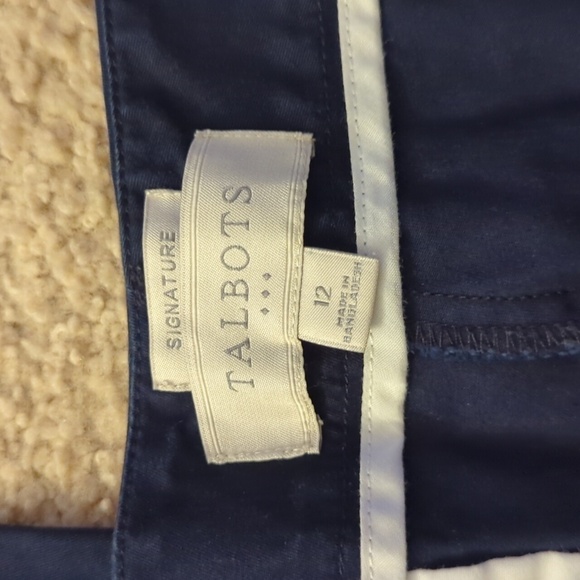 SIGNATURE
TALBOTS
12
MADE IN
BANGLADESH